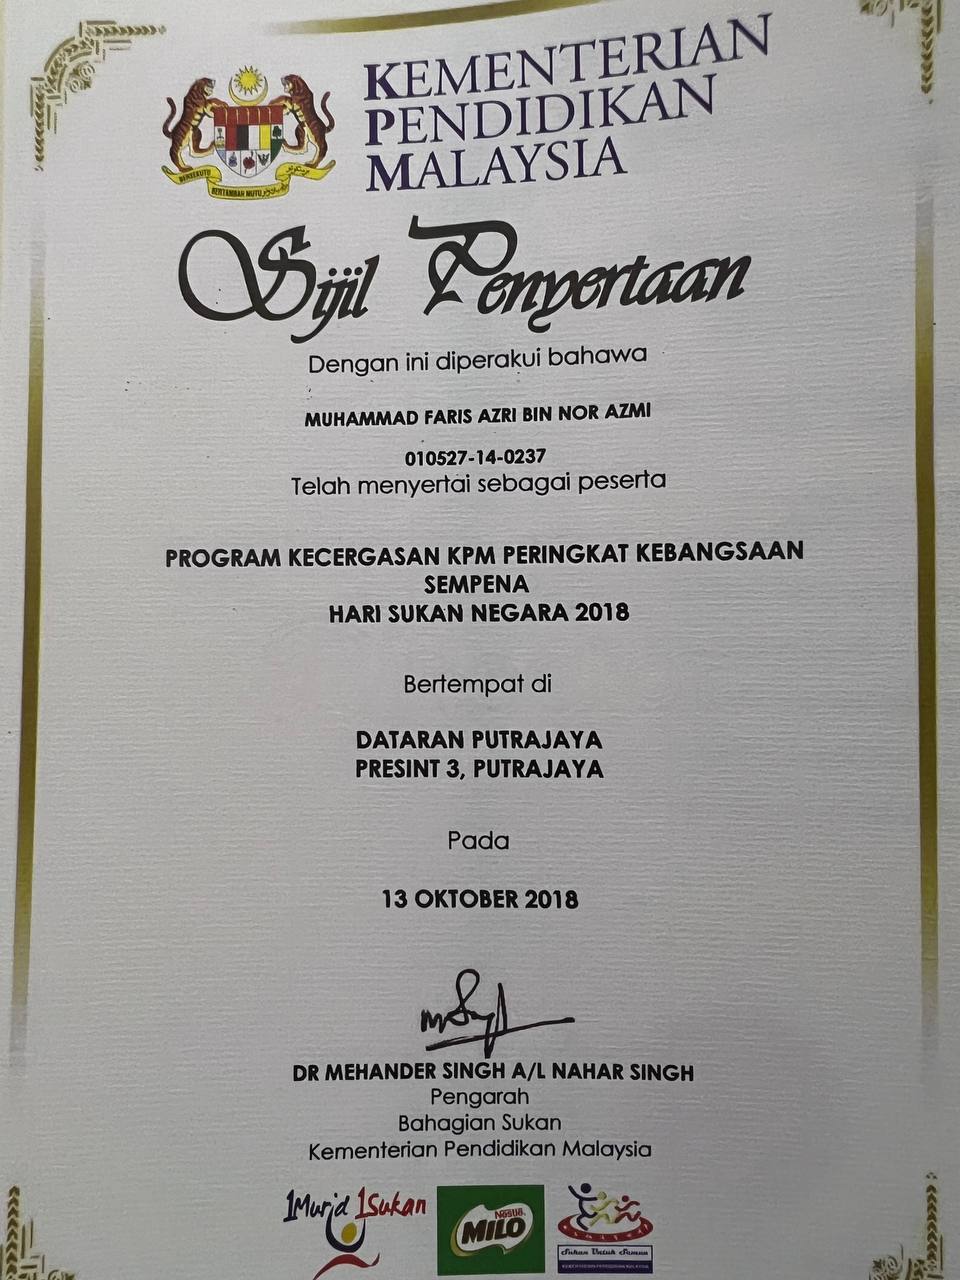 KEMENTERIAN
PENDIDIKAN
MALAYSIA
BERSEKUTU
BERTAMBAH MUTU
Sijil Penyertaan
Dengan ini diperakui bahawa
MUHAMMAD FARIS AZRI BIN NOR AZMI
010527-14-0237
Telah menyertai sebagai peserta
PROGRAM KECERGASAN KPM PERINGKAT KEBANGSAAN
SEMPENA
HARI SUKAN NEGARA 2018
Bertempat di
DATARAN PUTRAJAYA
PRESINT 3, PUTRAJAYA
Pada
13 OKTOBER 2018
DR MEHANDER SINGH A/L NAHAR SINGH
Pengarah
Bahagian Sukan
Kementerian Pendidikan Malaysia
1Murid 1Sukan
Nestlé
MILO
Sukan Untuk Semua
KEMENTERIAN PENDIDIKAN MALAYSIA